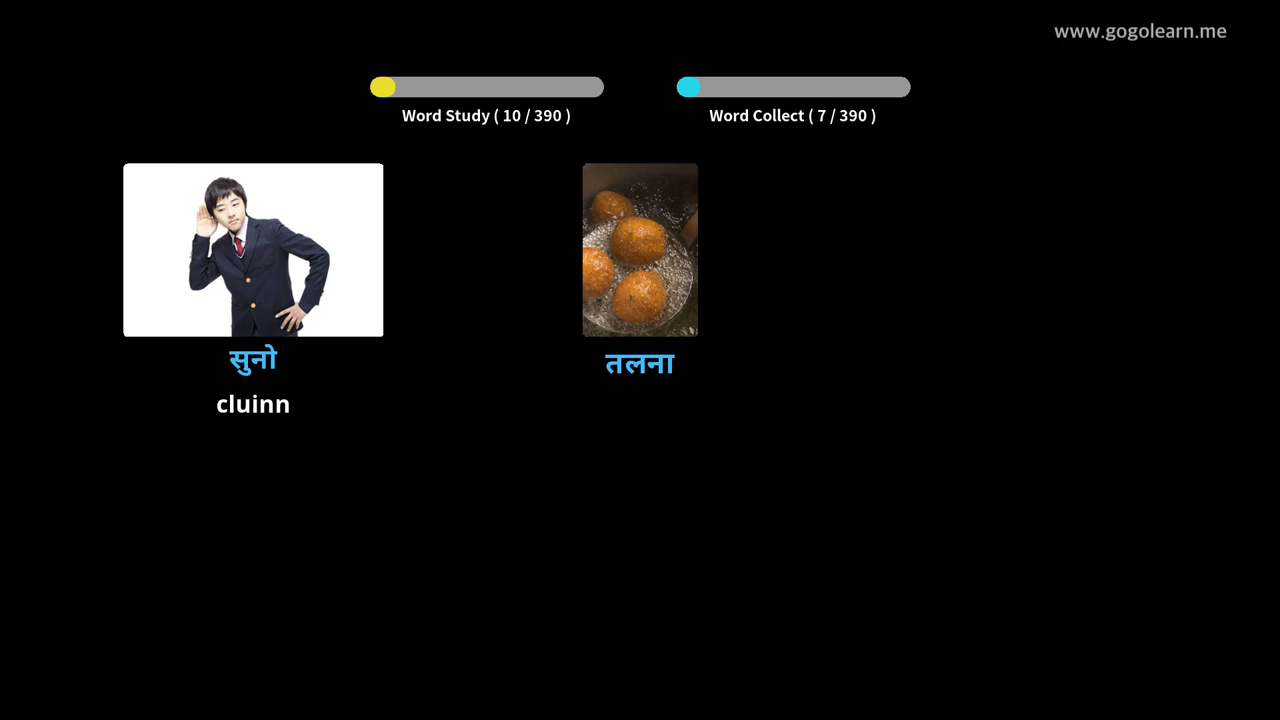 www.gogolearn.me
Word Study ( 10 / 390 )
Word Collect ( 7 / 390 )
सुनो
cluinn
तलना